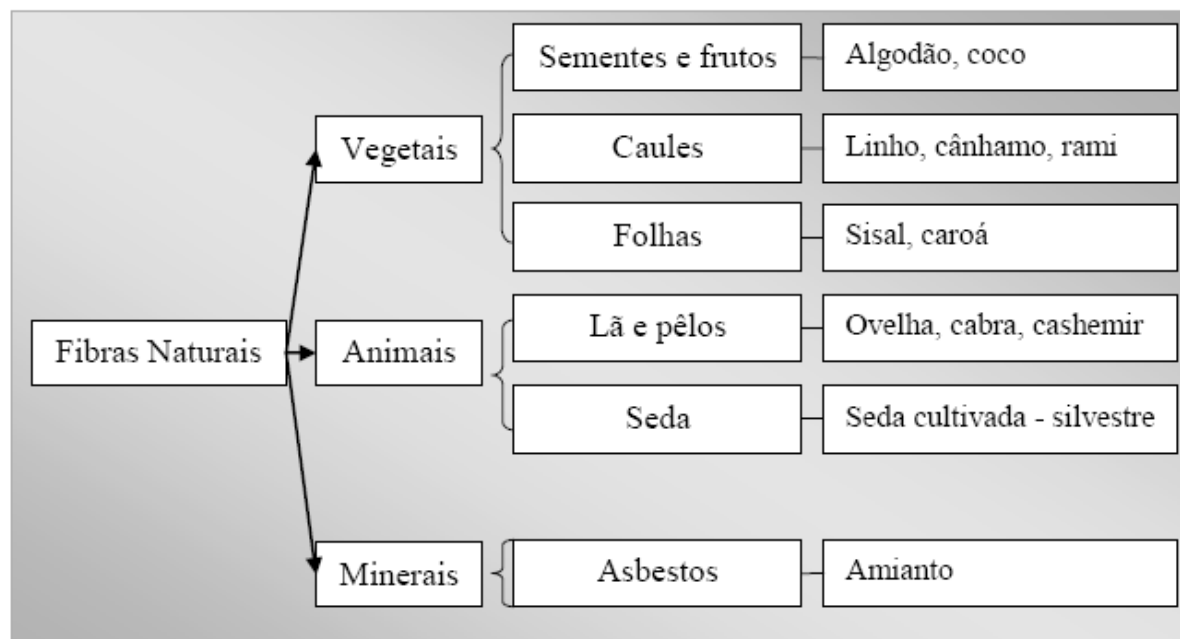 Sementes e frutos
Algodão, coco
Vegetais
Caules
Linho, cânhamo, rami
Folhas
Sisal, caroá
Lã e pêlos
Ovelha, cabra, cashemir
Fibras Naturais
Animais
Seda
Seda cultivada - silvestre
Minerais
Asbestos
Amianto